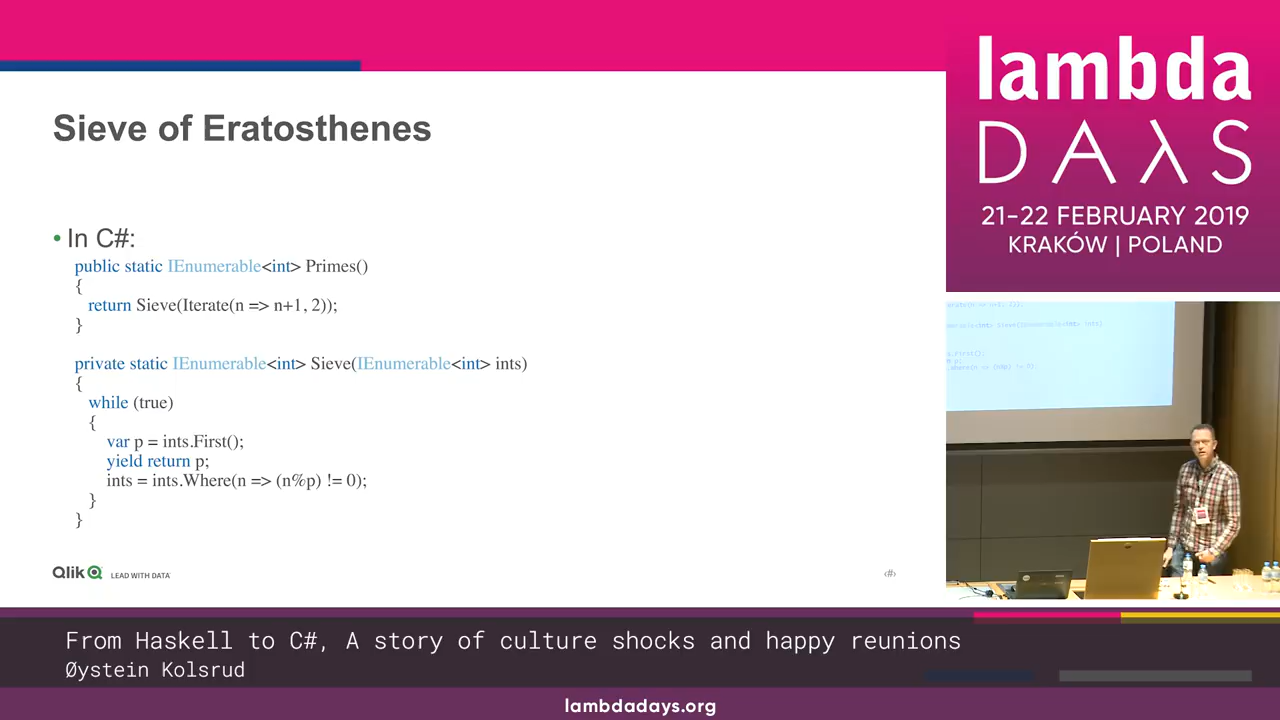 Sieve of Eratosthenes
• In C#:
public static IEnumerable<int> Primes()
{
return Sieve(Iterate(n => n+1, 2));
}
private static IEnumerable<int> Sieve(IEnumerable<int> ints)
{
while (true)
{
var p = ints.First();
yield return p;
ints = ints.Where(n => (n%p) != 0);
}
}
Qlik LEAD WITH DATA
‹#›
lambda
DAλS
21-22 FEBRUARY 2019
KRAKÓW | POLAND
From Haskell to C#, A story of culture shocks and happy reunions
Øystein Kolsrud
lambdadays.org